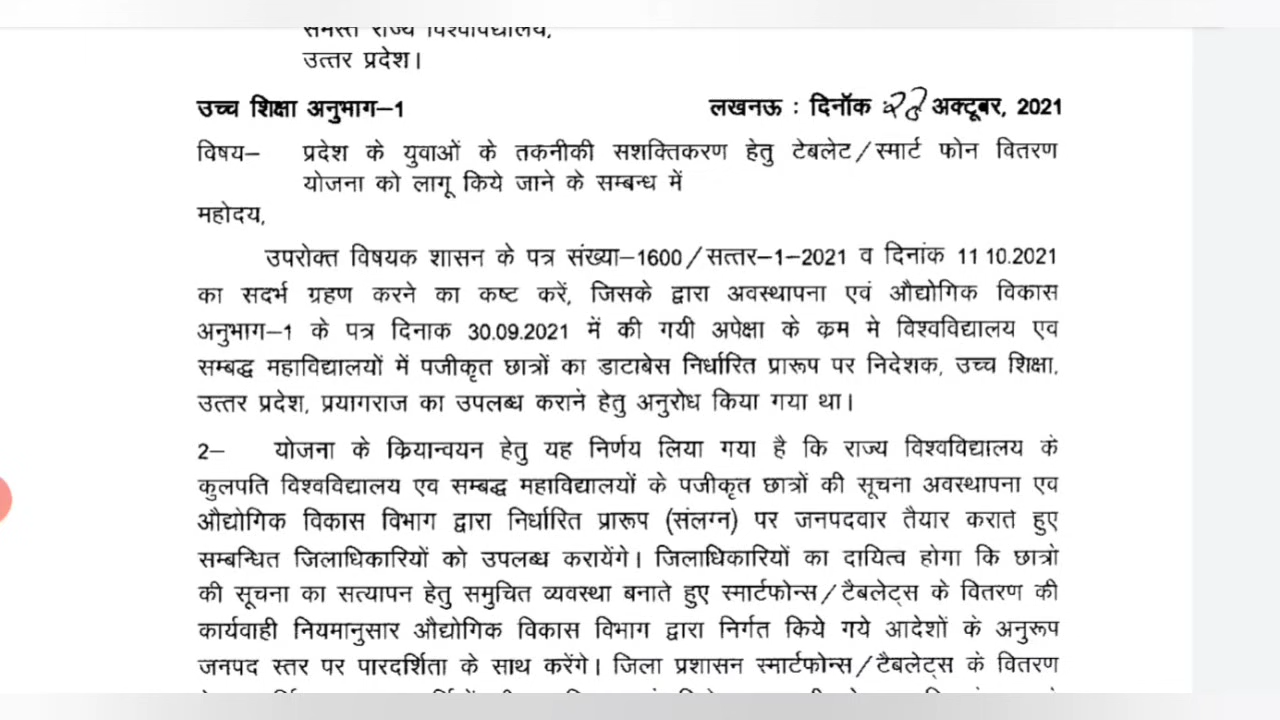 समस्त राज्य विश्वविद्यालय,
उत्तर प्रदेश।
उच्च शिक्षा अनुभाग–1 लखनऊ : दिनॉक : अक्टूबर, 2021
विषय– प्रदेश के युवाओं के तकनीकी सशक्तिकरण हेतु टेबलेट/स्मार्ट फोन वितरण
योजना को लागू किये जाने के सम्बन्ध में
महोदय,
उपरोक्त विषयक शासन के पत्र संख्या–1600/सत्तर–1–2021 व दिनांक 11 10.2021
का सदर्भ ग्रहण करने का कष्ट करें, जिसके द्वारा अवस्थापना एवं औद्योगिक विकास
अनुभाग–1 के पत्र दिनाक 30.09.2021 में की गयी अपेक्षा के क्रम मे विश्वविद्यालय एव
सम्बद्ध महाविद्यालयों में पजीकृत छात्रों का डाटाबेस निर्धारित प्रारूप पर निदेशक, उच्च शिक्षा,
उत्तर प्रदेश, प्रयागराज का उपलब्ध कराने हेतु अनुरोध किया गया था।
2– योजना के कियान्वयन हेतु यह निर्णय लिया गया है कि राज्य विश्वविद्यालय के
कुलपति विश्वविद्यालय एव सम्बद्ध महाविद्यालयों के पजीकृत छात्रों की सूचना अवस्थापना एव
औद्योगिक विकास विभाग द्वारा निर्धारित प्रारूप (संलग्न) पर जनपदवार तैयार कराते हुए
सम्बन्धित जिलाधिकारियों को उपलब्ध करायेंगे। जिलाधिकारियों का दायित्व होगा कि छात्रो
की सूचना का सत्यापन हेतु समुचित व्यवस्था बनाते हुए स्मार्टफोन्स/टैबलेट्स के वितरण की
कार्यवाही नियमानुसार औद्योगिक विकास विभाग द्वारा निर्गत किये गये आदेशों के अनुरूप
जनपद स्तर पर पारदर्शिता के साथ करेंगे। जिला प्रशासन स्मार्टफोन्स/टैबलेट्स के वितरण